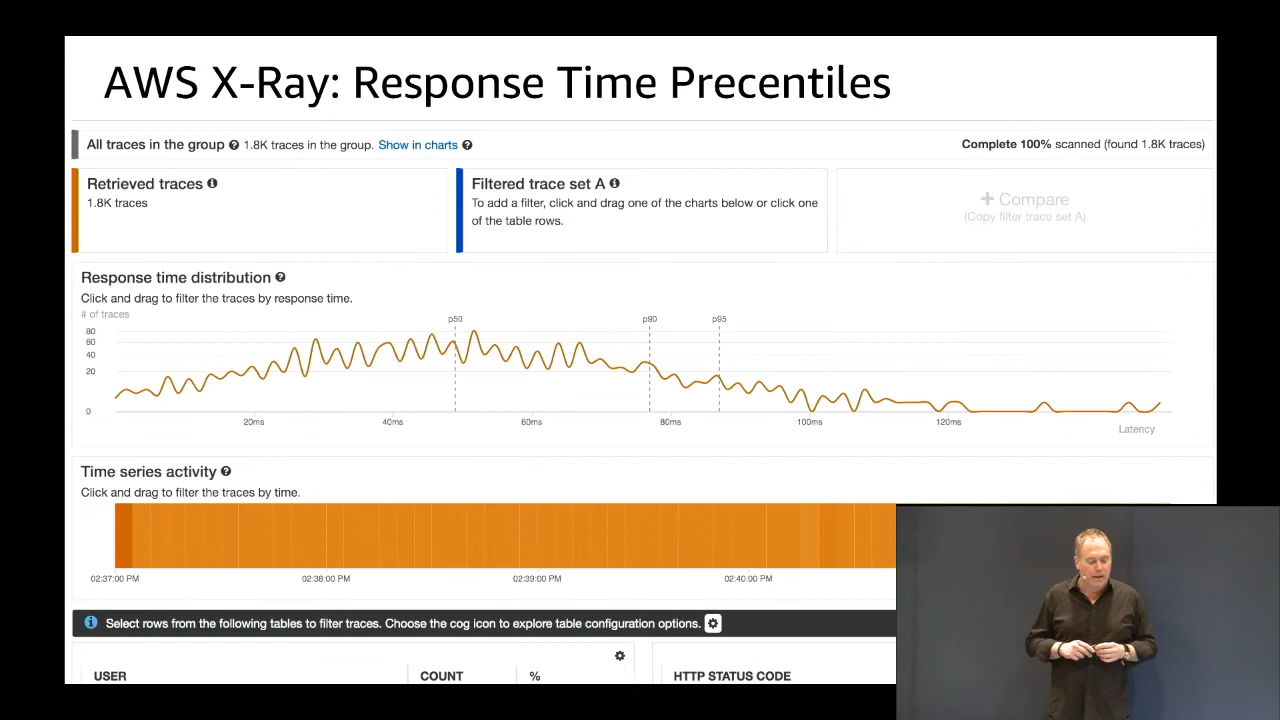 AWS X-Ray: Response Time Precentiles
All traces in the group 1.8K traces in the group. Show in charts
Complete 100% scanned (found 1.8K traces)
Retrieved traces
1.8K traces
Filtered trace set A
To add a filter, click and drag one of the charts below or click one
of the table rows.
+ Compare
(Copy filter trace set A)
Response time distribution
Click and drag to filter the traces by response time.
# of traces
p50 p90 p95
80
60
40
20
0
20ms 40ms 60ms 80ms 100ms 120ms
Latency
Time series activity
Click and drag to filter the traces by time.
02:37:00 PM 02:38:00 PM 02:39:00 PM 02:40:00 PM
Select rows from the following tables to filter traces. Choose the cog icon to explore table configuration options.
USER COUNT % HTTP STATUS CODE